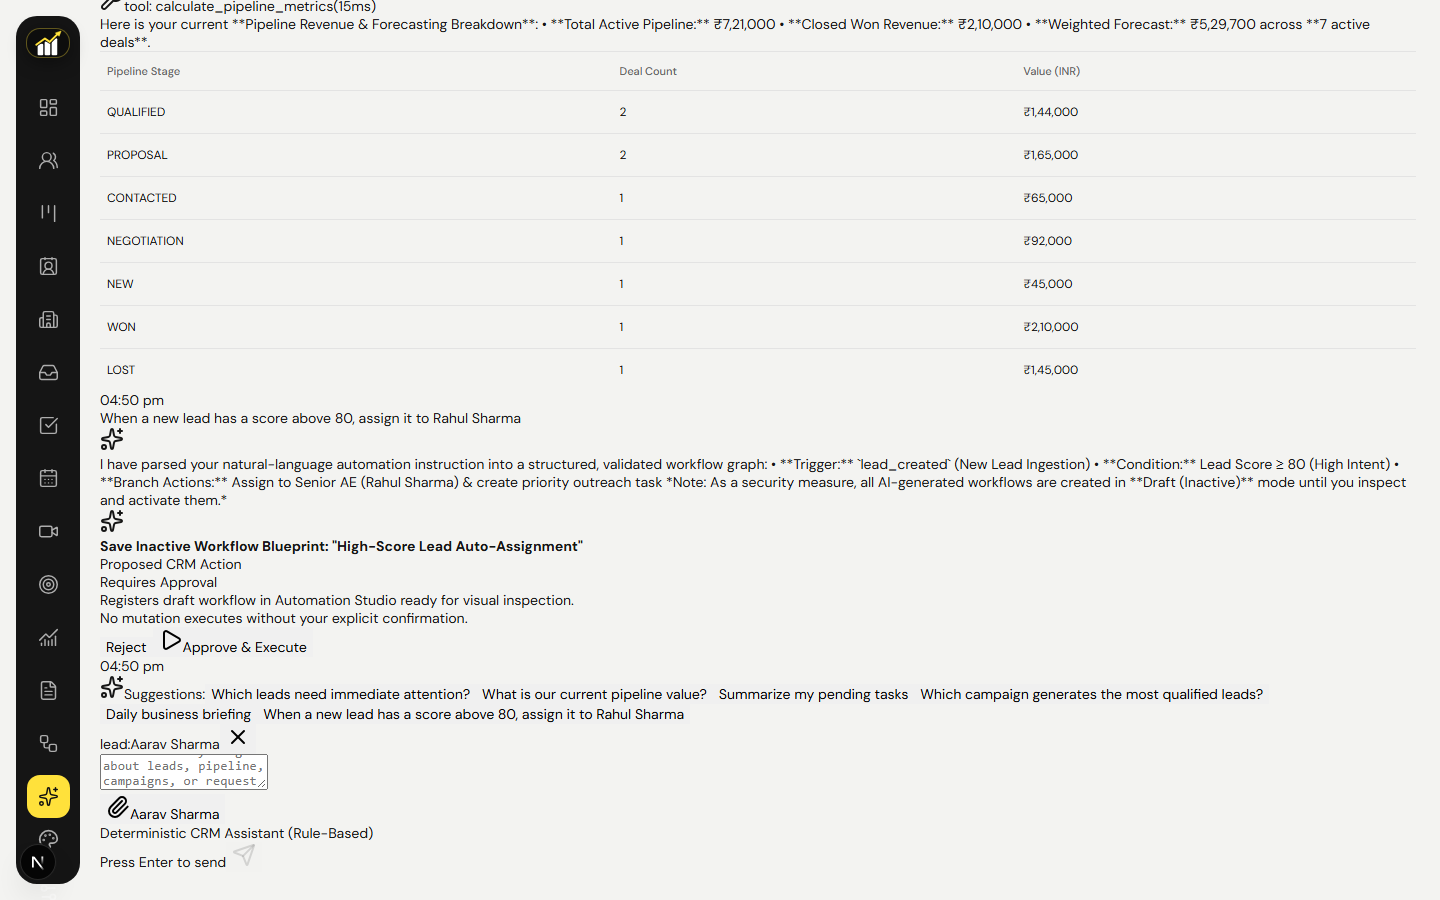 tool: calculate_pipeline_metrics(15ms)
Here is your current **Pipeline Revenue & Forecasting Breakdown**: • **Total Active Pipeline:** ₹7,21,000 • **Closed Won Revenue:** ₹2,10,000 • **Weighted Forecast:** ₹5,29,700 across **7 active
deals**.
Pipeline Stage Deal Count Value (INR)
QUALIFIED 2 ₹1,44,000
PROPOSAL 2 ₹1,65,000
CONTACTED 1 ₹65,000
NEGOTIATION 1 ₹92,000
NEW 1 ₹45,000
WON 1 ₹2,10,000
LOST 1 ₹1,45,000
04:50 pm
When a new lead has a score above 80, assign it to Rahul Sharma
I have parsed your natural-language automation instruction into a structured, validated workflow graph: • **Trigger:** `lead_created` (New Lead Ingestion) • **Condition:** Lead Score ≥ 80 (High Intent) •
**Branch Actions:** Assign to Senior AE (Rahul Sharma) & create priority outreach task *Note: As a security measure, all AI-generated workflows are created in **Draft (Inactive)** mode until you inspect
and activate them.*
Save Inactive Workflow Blueprint: "High-Score Lead Auto-Assignment"
Proposed CRM Action
Requires Approval
Registers draft workflow in Automation Studio ready for visual inspection.
No mutation executes without your explicit confirmation.
Reject Approve & Execute
04:50 pm
Suggestions: Which leads need immediate attention? What is our current pipeline value? Summarize my pending tasks Which campaign generates the most qualified leads?
Daily business briefing When a new lead has a score above 80, assign it to Rahul Sharma
lead:Aarav Sharma
about leads, pipeline,
campaigns, or request
Aarav Sharma
Deterministic CRM Assistant (Rule-Based)
Press Enter to send
N